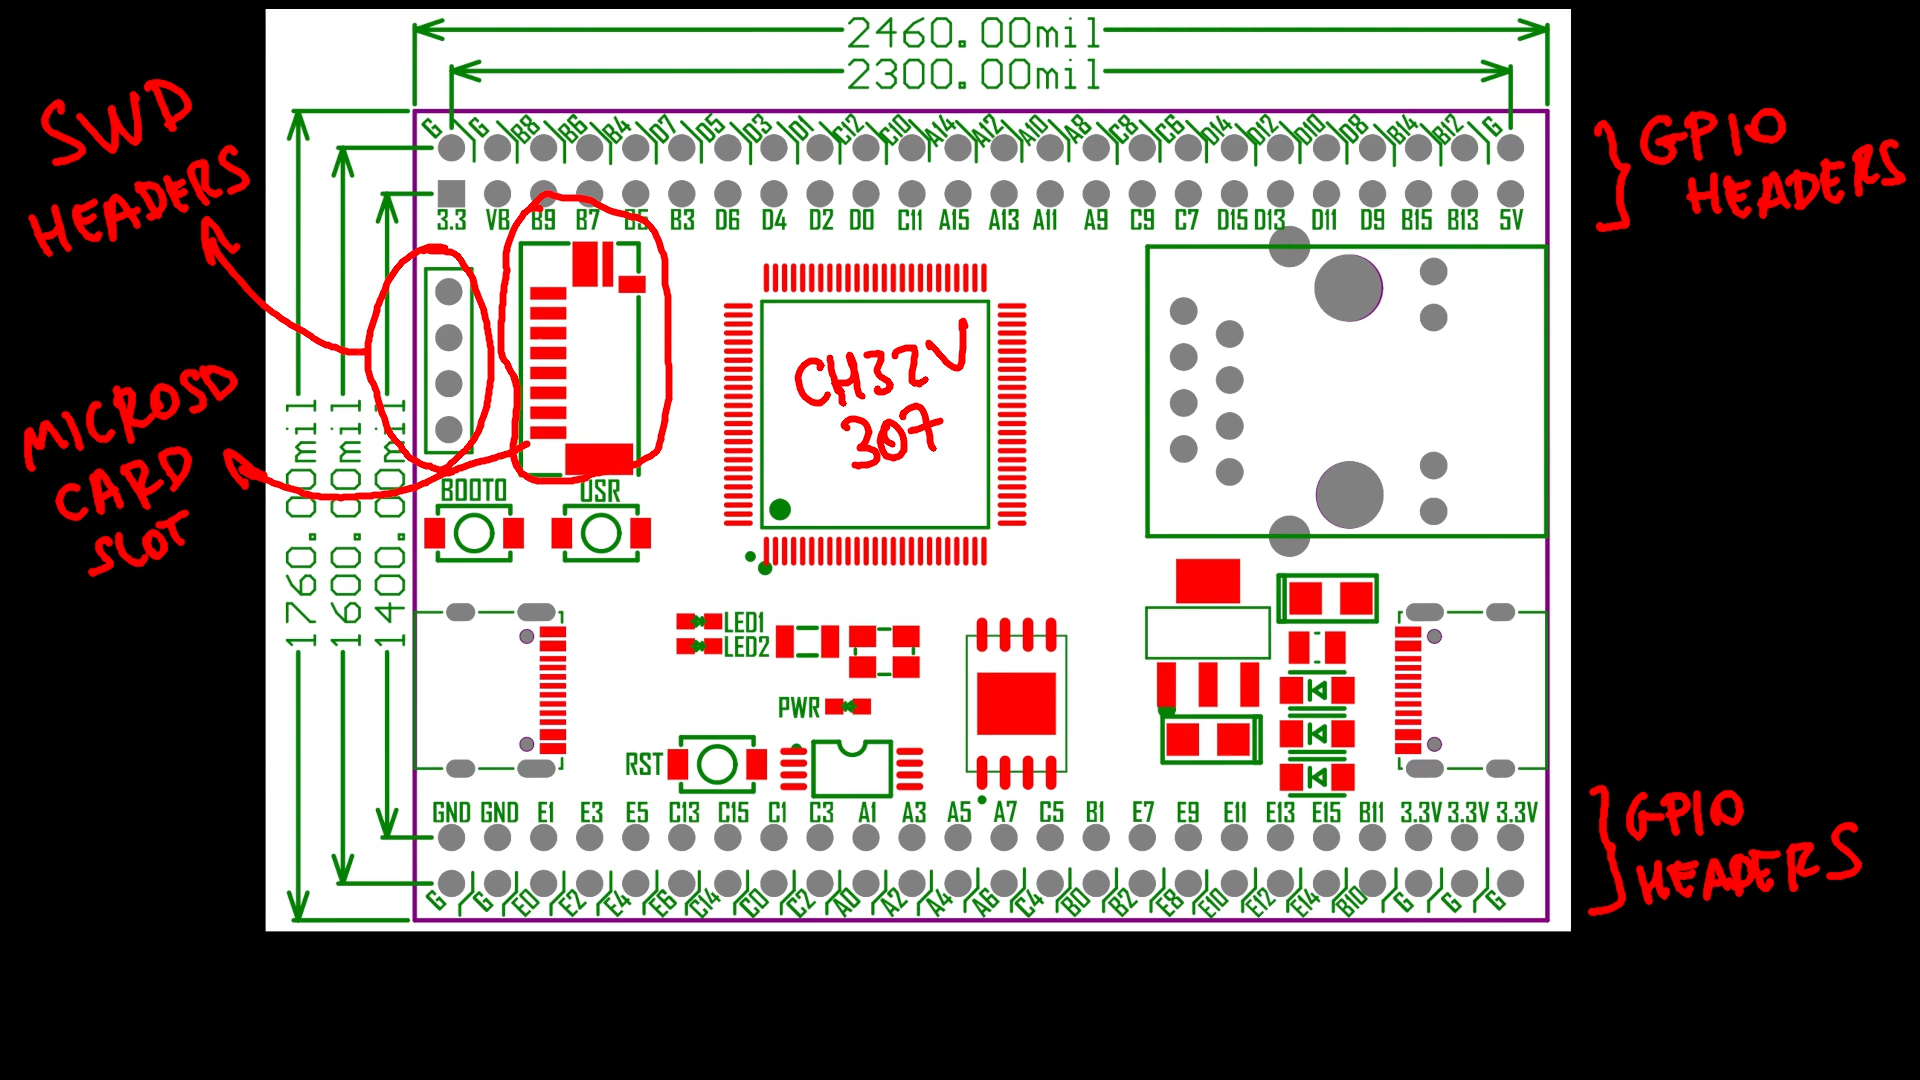 2460.00mil
2300.00mil
G G B8 B6 B4 D7 D5 D3 D1 C12 C10 A14 A12 A10 A8 C8 C6 D14 D12 D10 D8 B14 B12 G
3.3 VB B9 B7 B5 B3 D6 D4 D2 D0 C11 A15 A13 A11 A9 C9 C7 D15 D13 D11 D9 B15 B13 5V
SWD
HEADERS
GPIO
HEADERS
MICROSD
CARD
SLOT
1760.00mil
1600.00mil
1400.00mil
CH32V
307
BOOT0 USR
LED1
LED2
PWR
RST
GND GND E1 E3 E5 C13 C15 C1 C3 A1 A3 A5 A7 C5 B1 E7 E9 E11 E13 E15 B11 3.3V 3.3V 3.3V
G G E0 E2 E4 E6 C14 C0 C2 A0 A2 A4 A6 C4 B0 B2 E8 E10 E12 E14 B10 G G G
GPIO
HEADERS